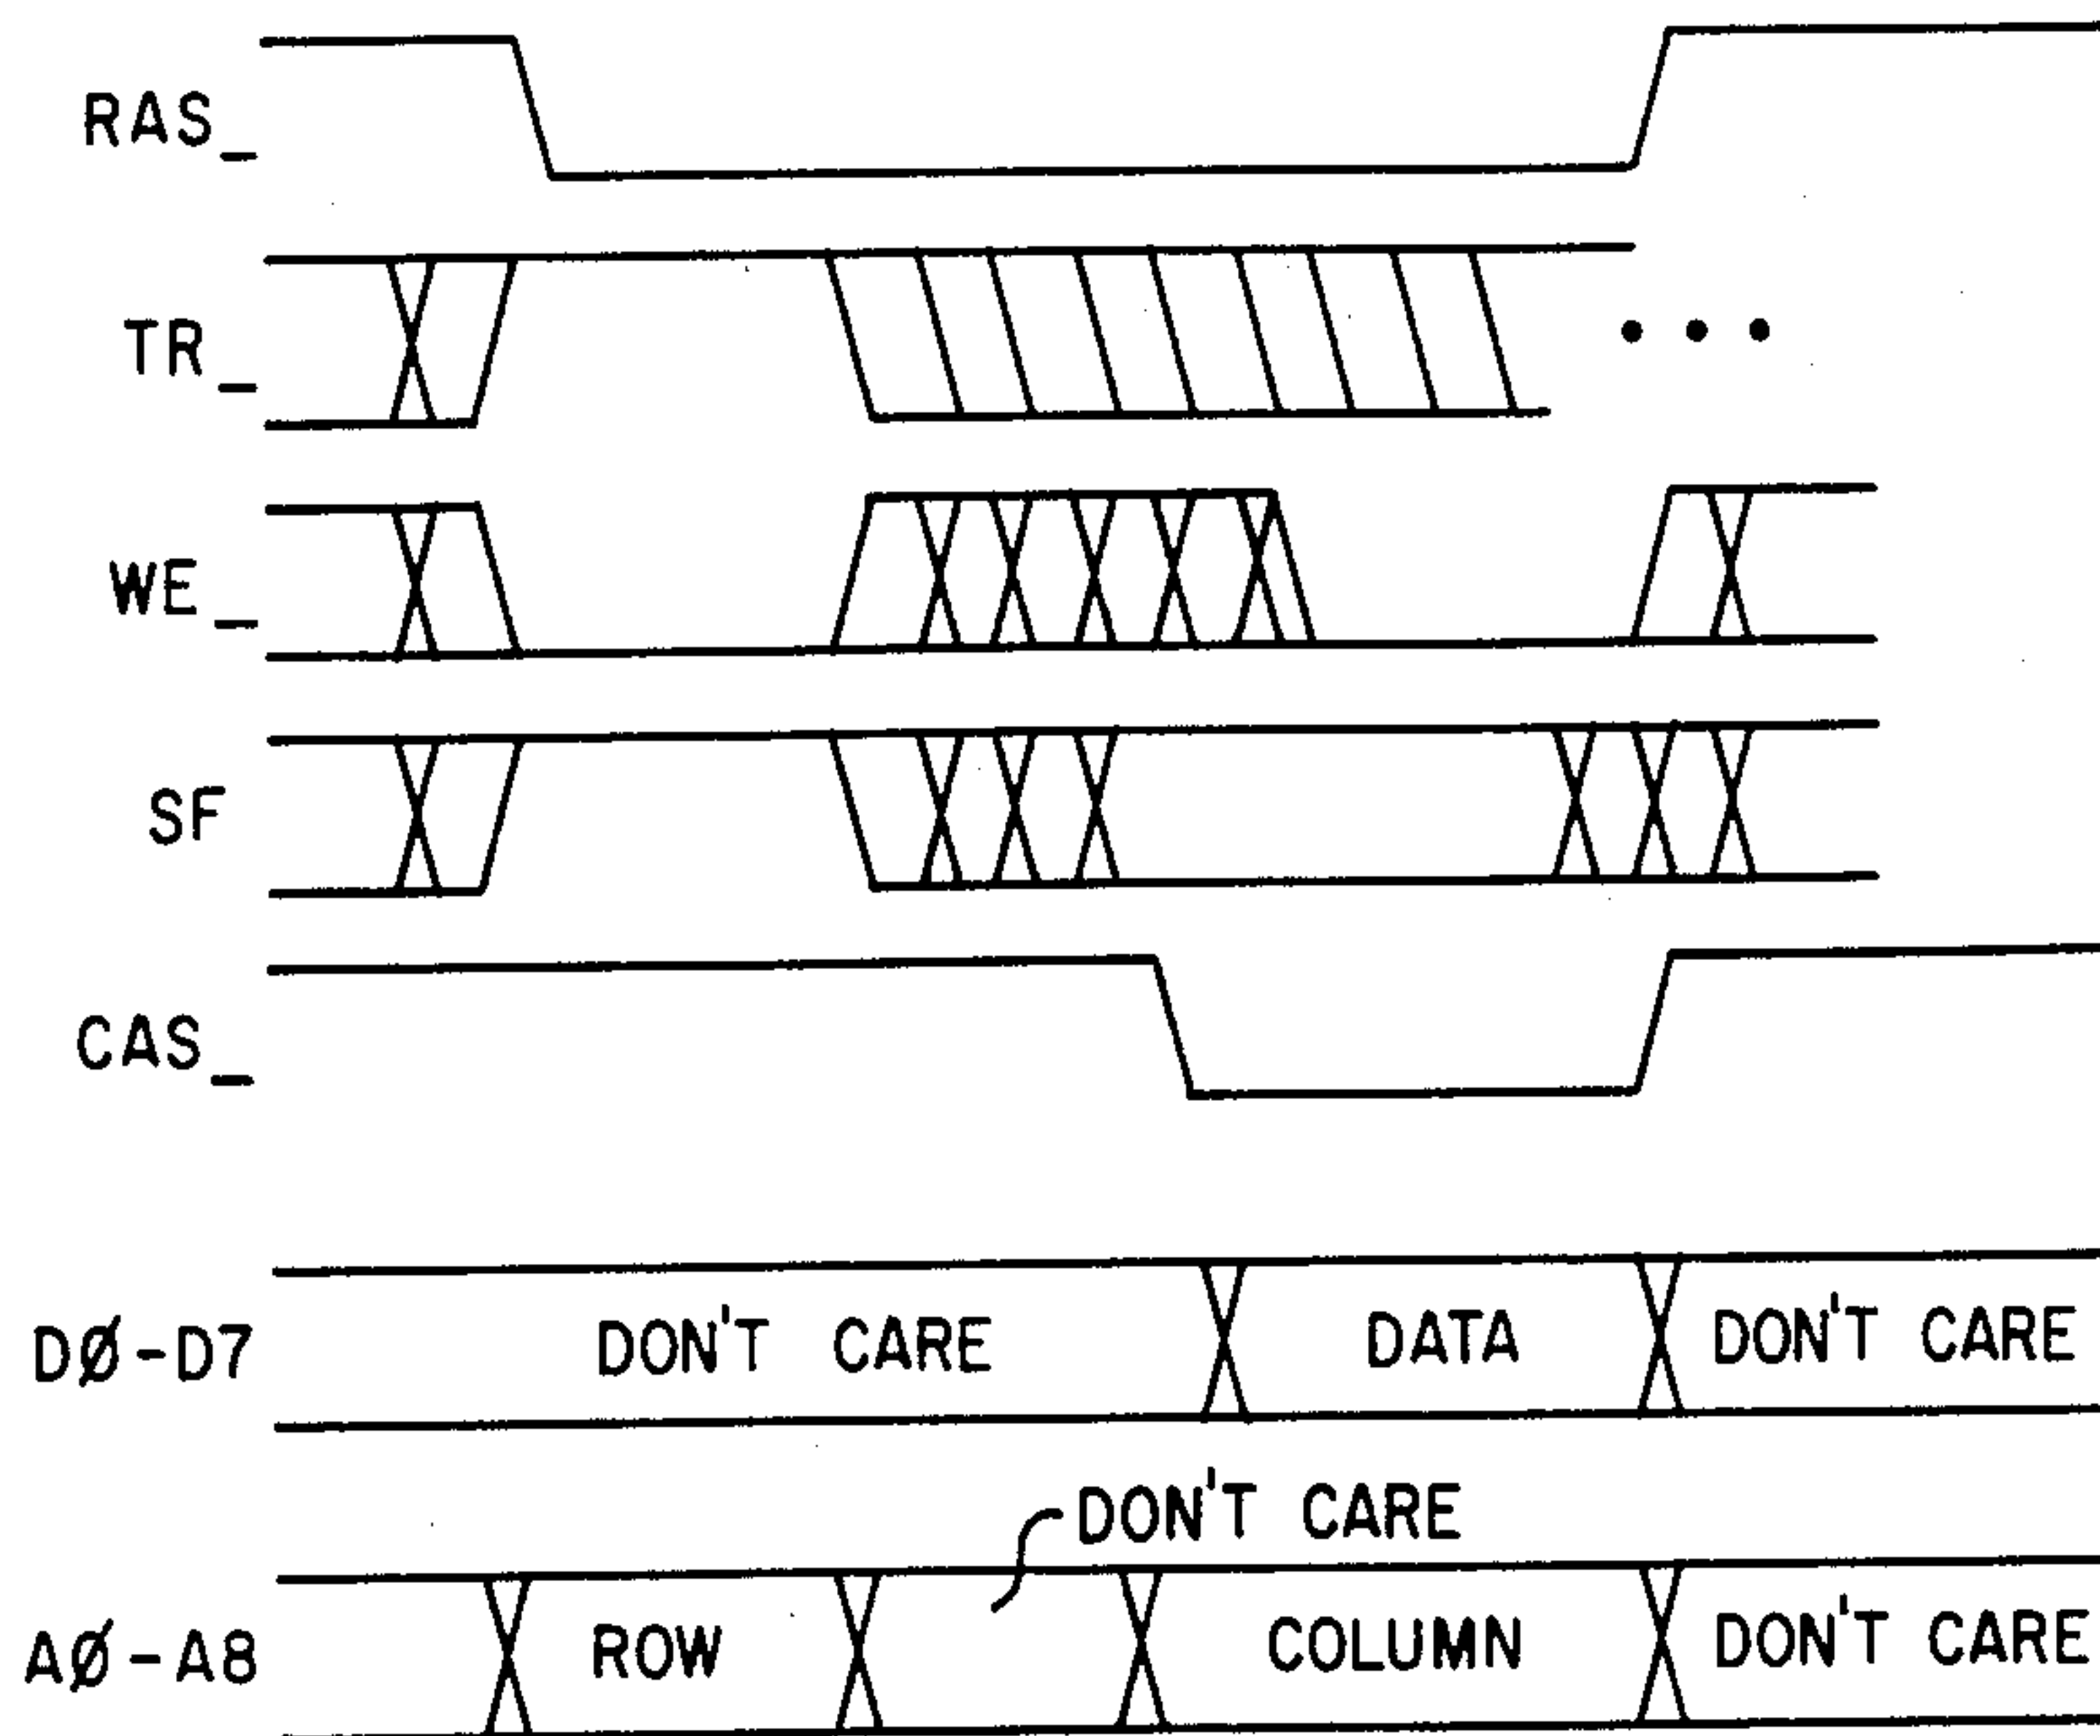 RAS_
TR_
WE_
SF
CAS_
DØ-D7 DON'T CARE DATA DON'T CARE
DON'T CARE
AØ-A8 ROW COLUMN DON'T CARE